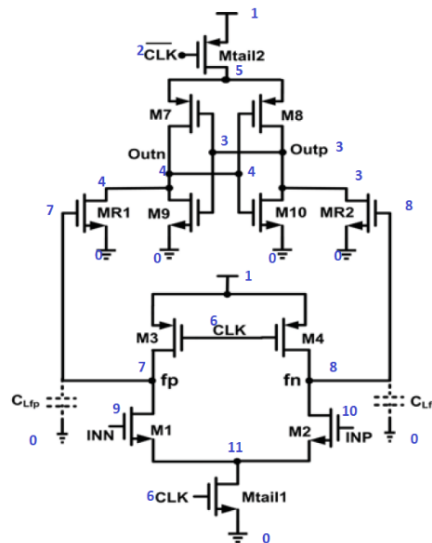 1
2 CLK
Mtail2
5
M7
M8
3
Outn
Outp 3
4
4
4
3
7
8
MR1
M9
M10
MR2
0
0
0
0
1
M3
6
CLK
M4
7
8
fp
fn
CLfp
CLf
9
10
0
0
INN
M1
M2
INP
11
6CLK
Mtail1
0